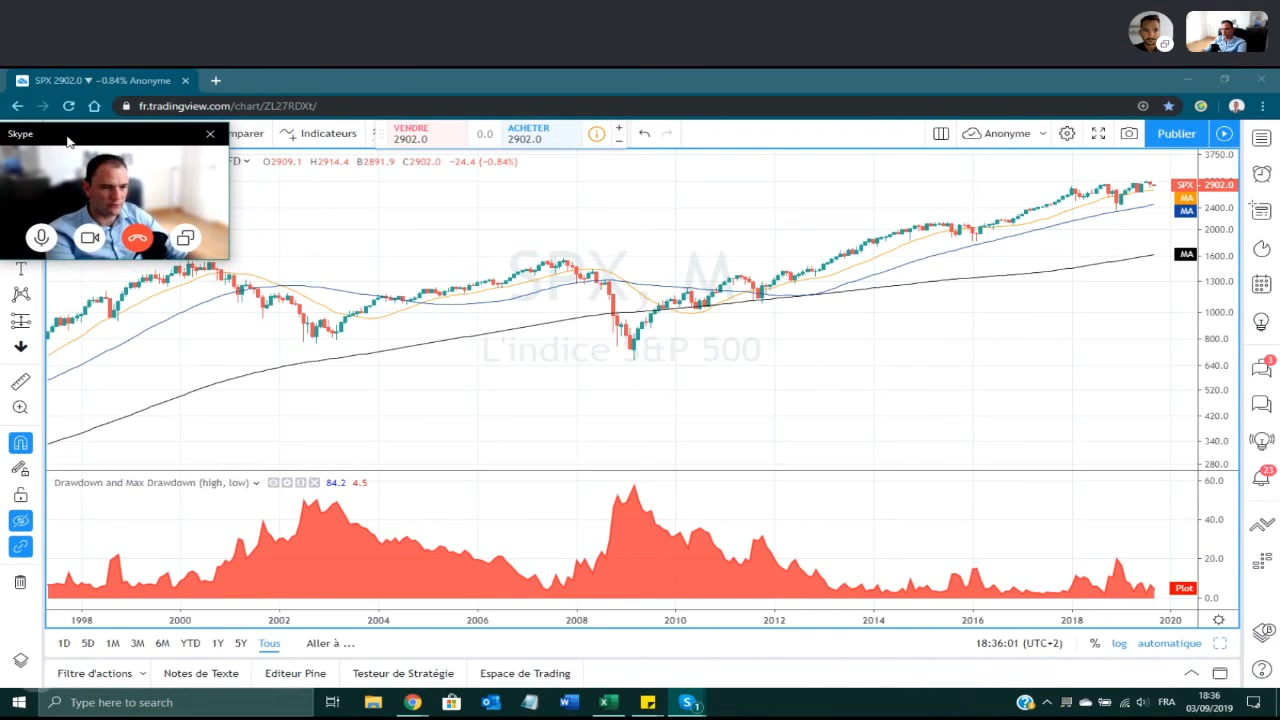 SPX 2902.0 ▼ −0.84% Anonyme
fr.tradingview.com/chart/ZL27RDXt/
Skype
mparer
Indicateurs
VENDRE
2902.0
0.0
ACHETER
2902.0
Anonyme
Publier
FD
O2909.1 H2914.4 B2891.9 C2902.0 −24.4 (−0.84%)
SPX, M
L'indice S&P 500
3750.0
SPX 2902.0
MA
MA
2400.0
2000.0
MA
1600.0
1300.0
1000.0
800.0
640.0
520.0
420.0
340.0
280.0
Drawdown and Max Drawdown (high, low) 84.2 4.5
60.0
40.0
20.0
Plot
0.0
1998 2000 2002 2004 2006 2008 2010 2012 2014 2016 2018 2020
1D 5D 1M 3M 6M YTD 1Y 5Y Tous Aller à ...
18:36:01 (UTC+2) % log automatique
Filtre d'actions Notes de Texte Editeur Pine Testeur de Stratégie Espace de Trading
3
23
Type here to search
FRA
18:36
03/09/2019